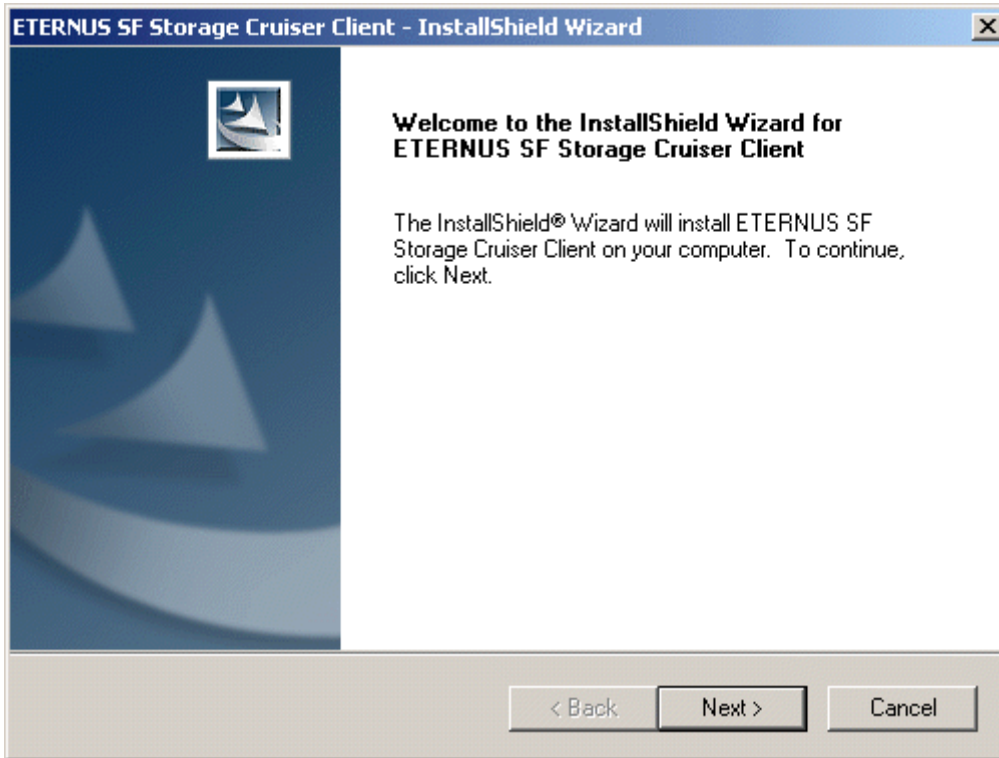 ETERNUS SF Storage Cruiser Client - InstallShield Wizard
Welcome to the InstallShield Wizard for
ETERNUS SF Storage Cruiser Client
The InstallShield® Wizard will install ETERNUS SF
Storage Cruiser Client on your computer.  To continue,
click Next.
< Back
Next >
Cancel